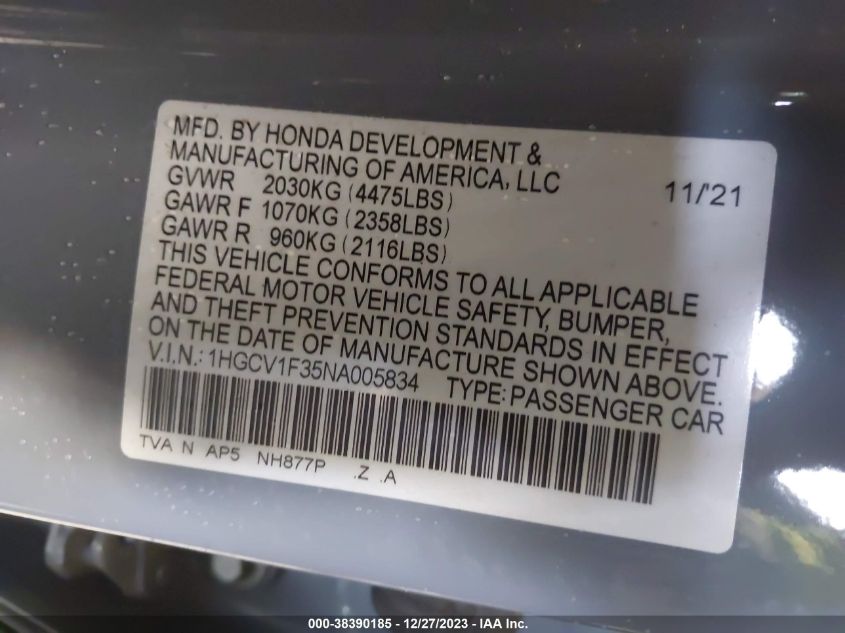 MFD. BY HONDA DEVELOPMENT &
MANUFACTURING OF AMERICA, LLC
11/'21
GVWR 2030KG (4475LBS)
GAWR F 1070KG (2358LBS)
GAWR R 960KG (2116LBS)
THIS VEHICLE CONFORMS TO ALL APPLICABLE
FEDERAL MOTOR VEHICLE SAFETY, BUMPER,
AND THEFT PREVENTION STANDARDS IN EFFECT
ON THE DATE OF MANUFACTURE SHOWN ABOVE.
V.I.N.: 1HGCV1F35NA005834 TYPE: PASSENGER CAR
TVA N AP5 NH877P .Z .A
000-38390185 - 12/27/2023 - IAA Inc.